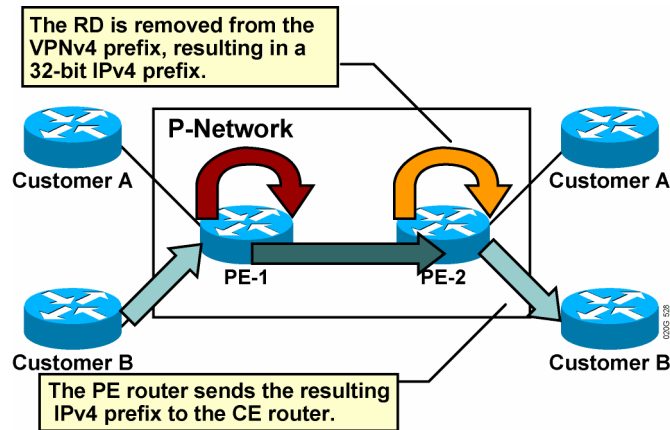 The RD is removed from the
VPNv4 prefix, resulting in a
32-bit IPv4 prefix.
P-Network
Customer A
Customer A
PE-1
PE-2
Customer B
Customer B
020G_528
The PE router sends the resulting
IPv4 prefix to the CE router.